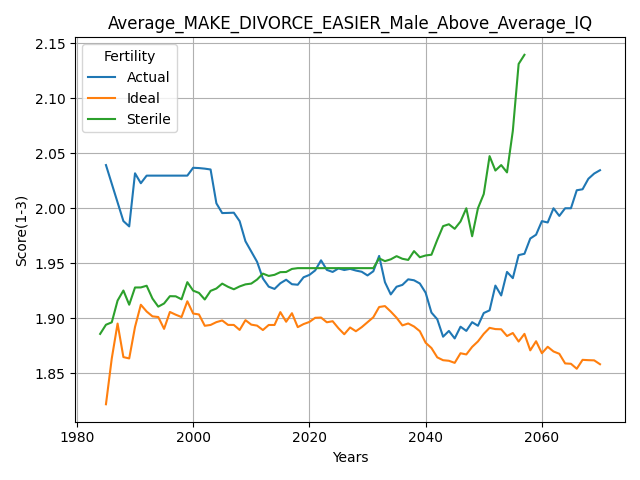 Average_MAKE_DIVORCE_EASIER_Male_Above_Average_IQ
Fertility
Actual
Ideal
Sterile
Score(1-3)
2.15
2.10
2.05
2.00
1.95
1.90
1.85
1980
2000
2020
2040
2060
Years